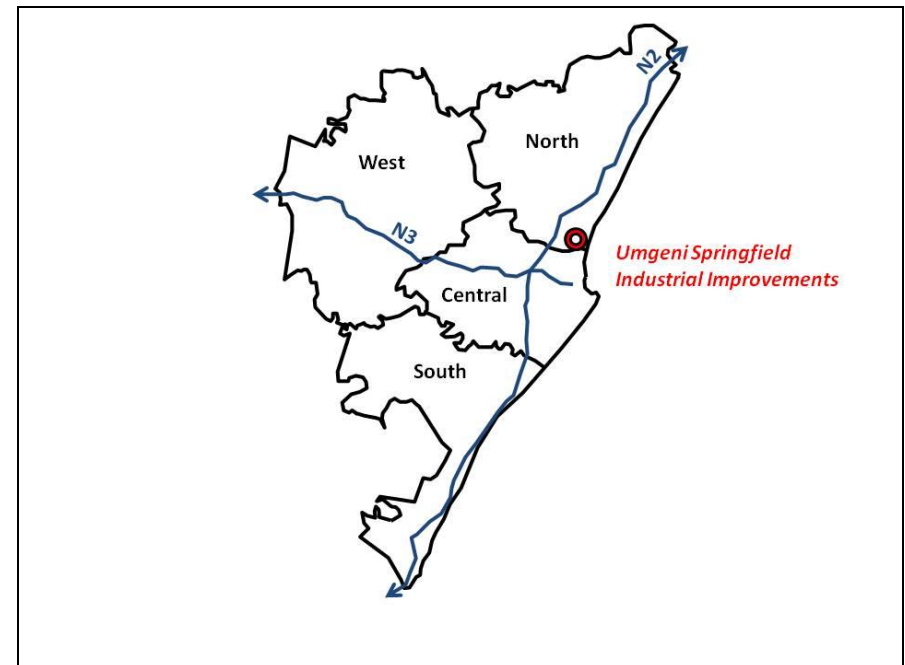 N2
North
West
N3
Umgeni Springfield
Industrial Improvements
Central
South